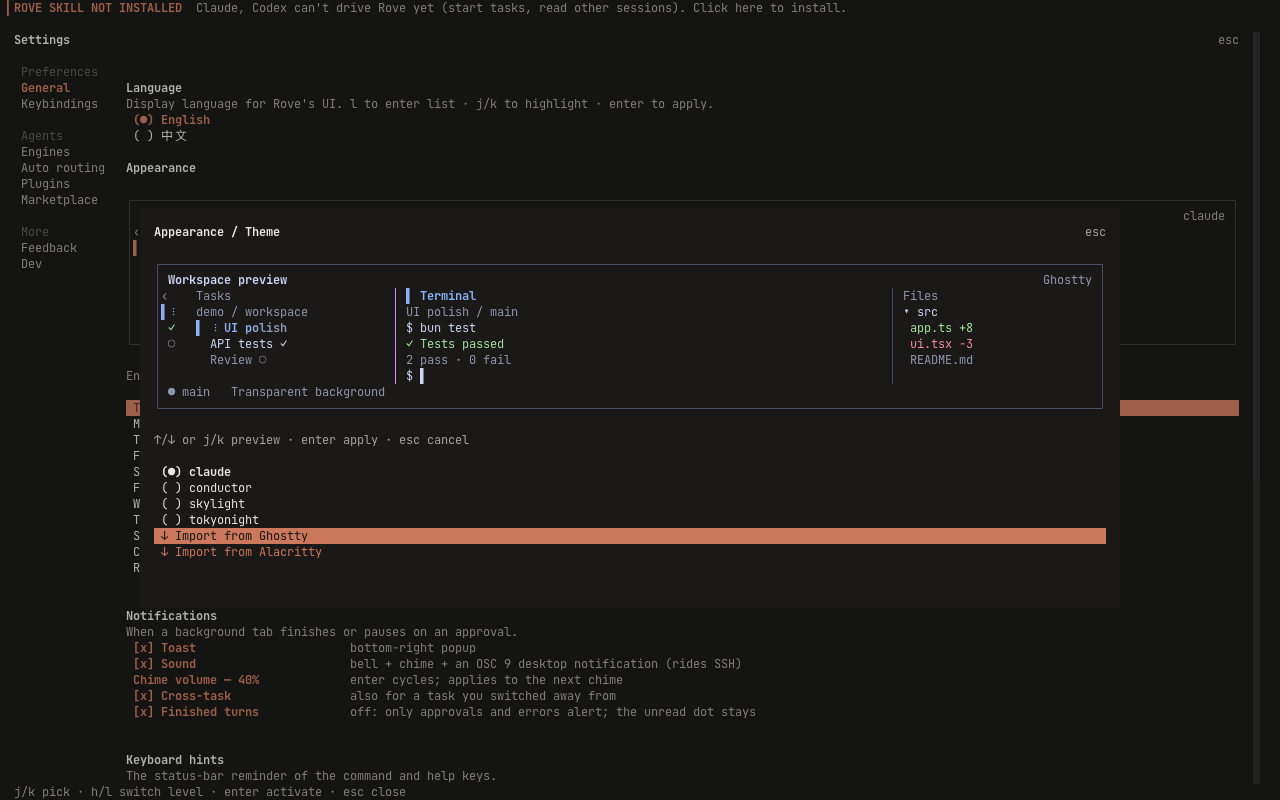 ROVE SKILL NOT INSTALLED  Claude, Codex can't drive Rove yet (start tasks, read other sessions). Click here to install.
Settings esc
Preferences
General
Keybindings
Agents
Engines
Auto routing
Plugins
Marketplace
More
Feedback
Dev
Language
Display language for Rove's UI. l to enter list · j/k to highlight · enter to apply.
(●) English
( ) 中文
Appearance
claude
‹
En
T
M
T
F
S
F
W
T
S
C
R
Appearance / Theme esc
Workspace preview Ghostty
‹ Tasks
⋮ demo / workspace
✓ ⋮ UI polish
○ API tests ✓
Review ○
● main Transparent background
Terminal
UI polish / main
$ bun test
✓ Tests passed
2 pass · 0 fail
$
Files
▾ src
app.ts +8
ui.tsx -3
README.md
↑/↓ or j/k preview · enter apply · esc cancel
(●) claude
( ) conductor
( ) skylight
( ) tokyonight
↓ Import from Ghostty
↓ Import from Alacritty
Notifications
When a background tab finishes or pauses on an approval.
[x] Toast bottom-right popup
[x] Sound bell + chime + an OSC 9 desktop notification (rides SSH)
Chime volume — 40% enter cycles; applies to the next chime
[x] Cross-task also for a task you switched away from
[x] Finished turns off: only approvals and errors alert; the unread dot stays
Keyboard hints
The status-bar reminder of the command and help keys.
j/k pick · h/l switch level · enter activate · esc close